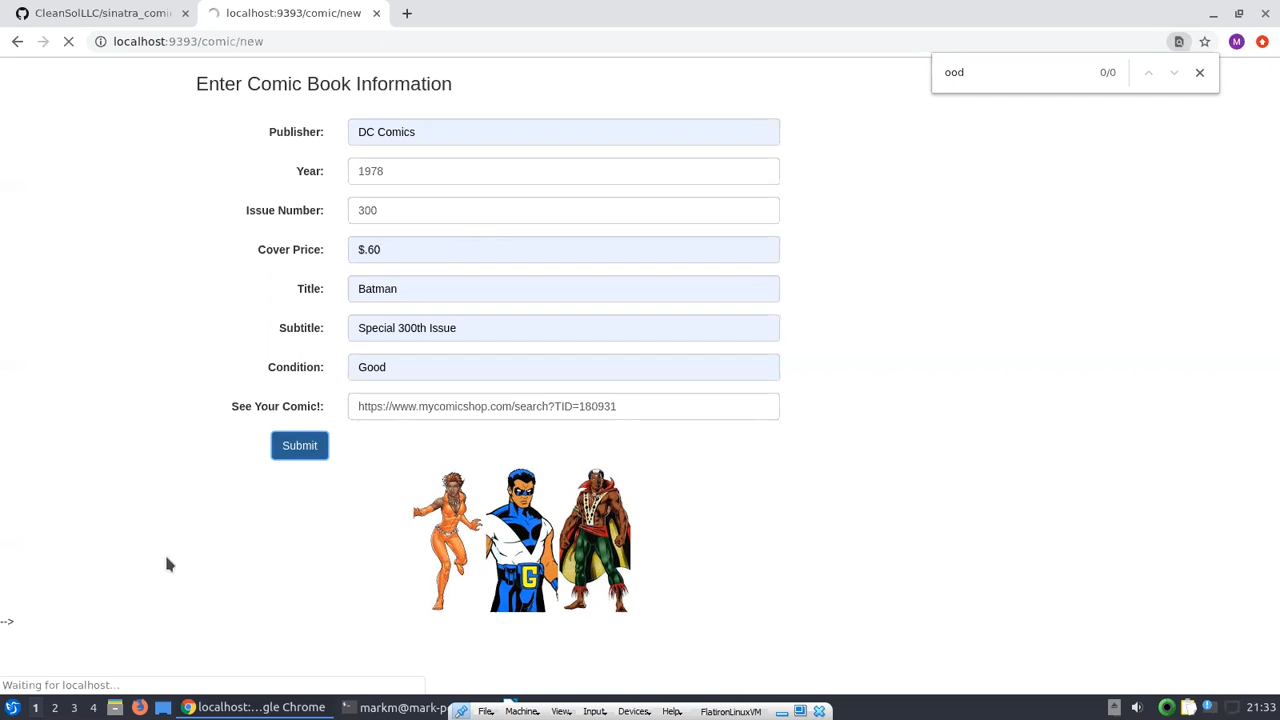 CleanSolLLC/sinatra_comi
localhost:9393/comic/new
localhost:9393/comic/new
M
ood 0/0
Enter Comic Book Information
Publisher: DC Comics
Year: 1978
Issue Number: 300
Cover Price: $.60
Title: Batman
Subtitle: Special 300th Issue
Condition: Good
See Your Comic!: https://www.mycomicshop.com/search?TID=180931
Submit
G
-->
Waiting for localhost...
1 2 3 4 localhost:...gle Chrome markm@mark-p 21:33
File Machine View Input Devices Help FlatironLinuxVM